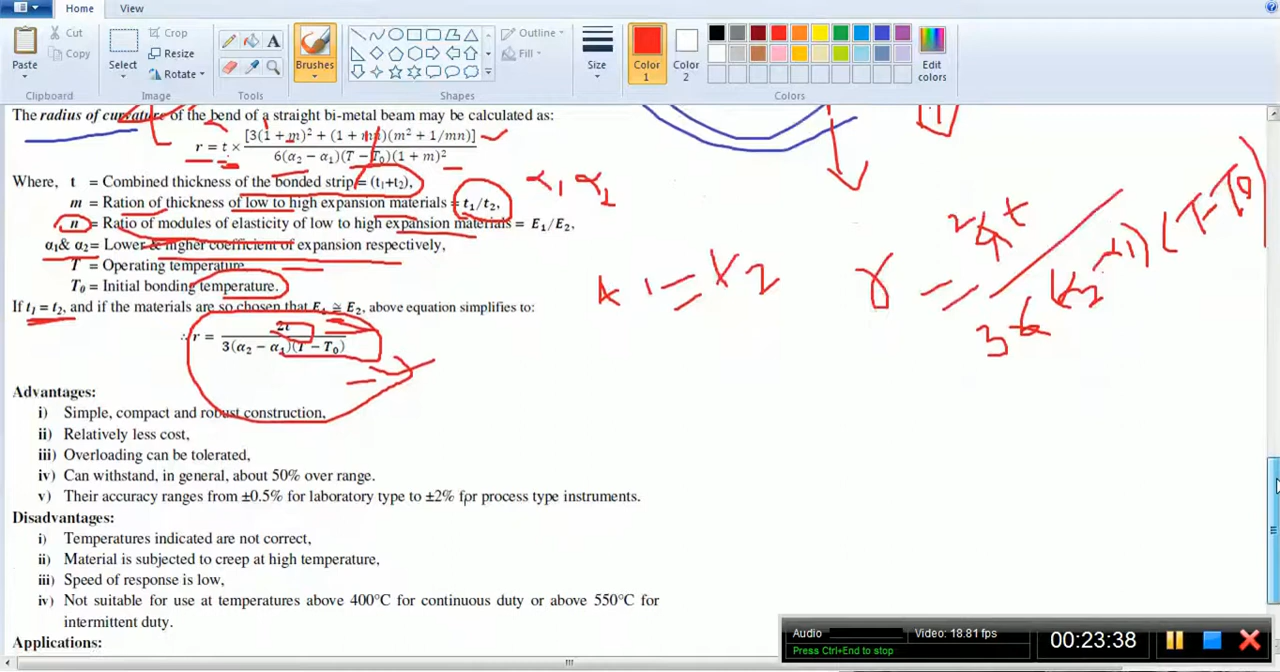 Home View
Paste Cut Copy Clipboard
Select Crop Resize Rotate Image
A Tools
Brushes
Outline Fill Shapes
Size
Color 1 Color 2 Edit colors Colors
The radius of curvature of the bend of a straight bi-metal beam may be calculated as:
r = t × [3(1 + m)² + (1 + mn)(m² + 1/mn)] / 6(α₂ − α₁)(T − T₀)(1 + m)²
Where, t = Combined thickness of the bonded strip = (t₁+t₂),
m = Ration of thickness of low to high expansion materials = t₁/t₂,
n = Ratio of modules of elasticity of low to high expansion materials = E₁/E₂,
α₁& α₂= Lower & higher coefficient of expansion respectively,
T = Operating temperature
T₀ = Initial bonding temperature.
If t₁ = t₂, and if the materials are so chosen that E₁ ≅ E₂, above equation simplifies to:
∴ r = 2t / 3(α₂ − α₁)(T − T₀)
α₁ α₂
r = t / 3 (α₂ - α₁) (T-T0)
Advantages:
i) Simple, compact and robust construction,
ii) Relatively less cost,
iii) Overloading can be tolerated,
iv) Can withstand, in general, about 50% over range.
v) Their accuracy ranges from ±0.5% for laboratory type to ±2% for process type instruments.
Disadvantages:
i) Temperatures indicated are not correct,
ii) Material is subjected to creep at high temperature,
iii) Speed of response is low,
iv) Not suitable for use at temperatures above 400°C for continuous duty or above 550°C for
intermittent duty.
Applications:
Audio Video: 18.81 fps
Press Ctrl+End to stop
00:23:38